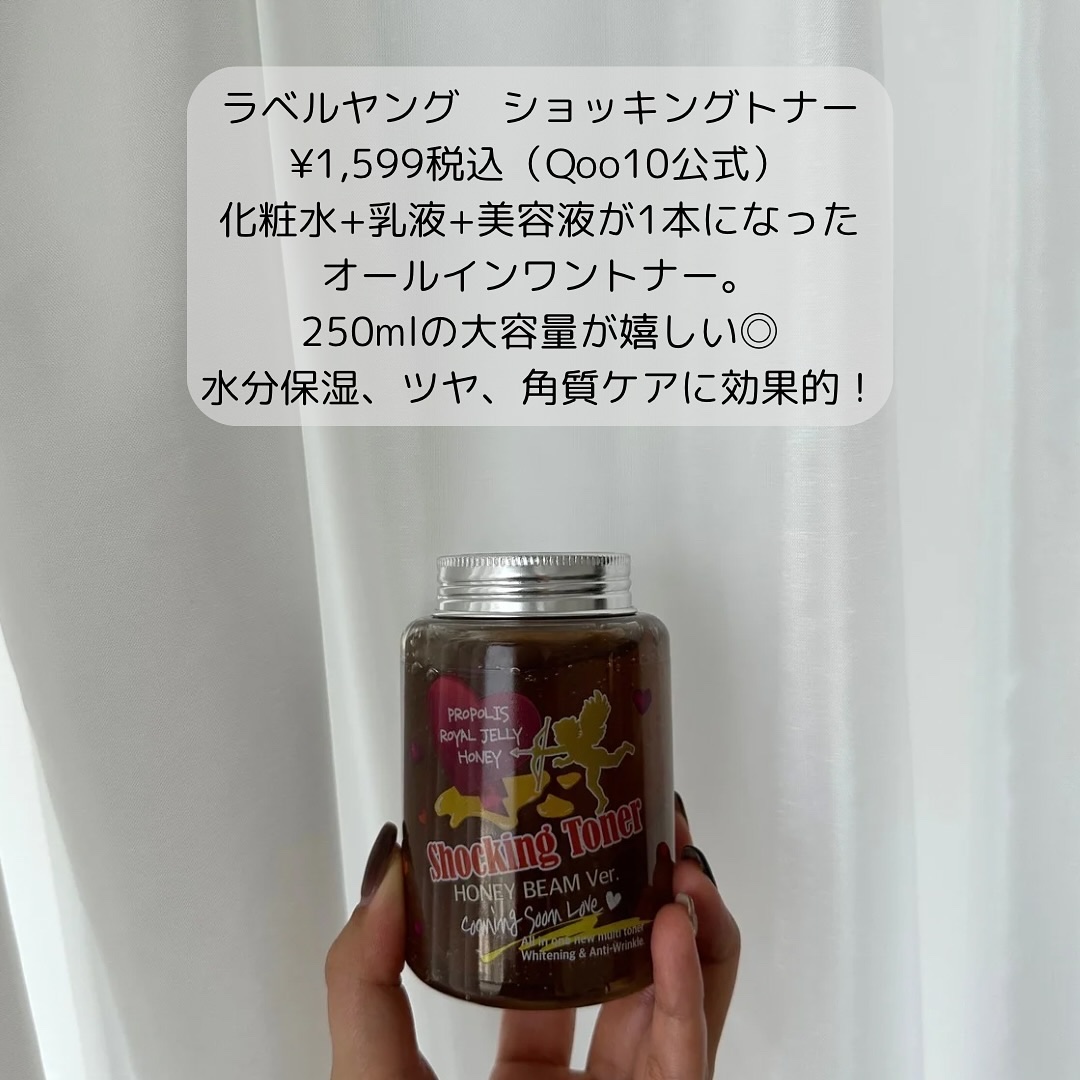 ラベルヤング　ショッキングトナー
¥1,599税込（Qoo10公式）
化粧水+乳液+美容液が1本になった
オールインワントナー。
250mlの大容量が嬉しい◎
水分保湿、ツヤ、角質ケアに効果的！
PROPOLIS
ROYAL JELLY
HONEY
Shocking Toner
HONEY BEAM Ver.
Coming Soon Love
All in one new multi toner
Whitening & Anti-Wrinkle